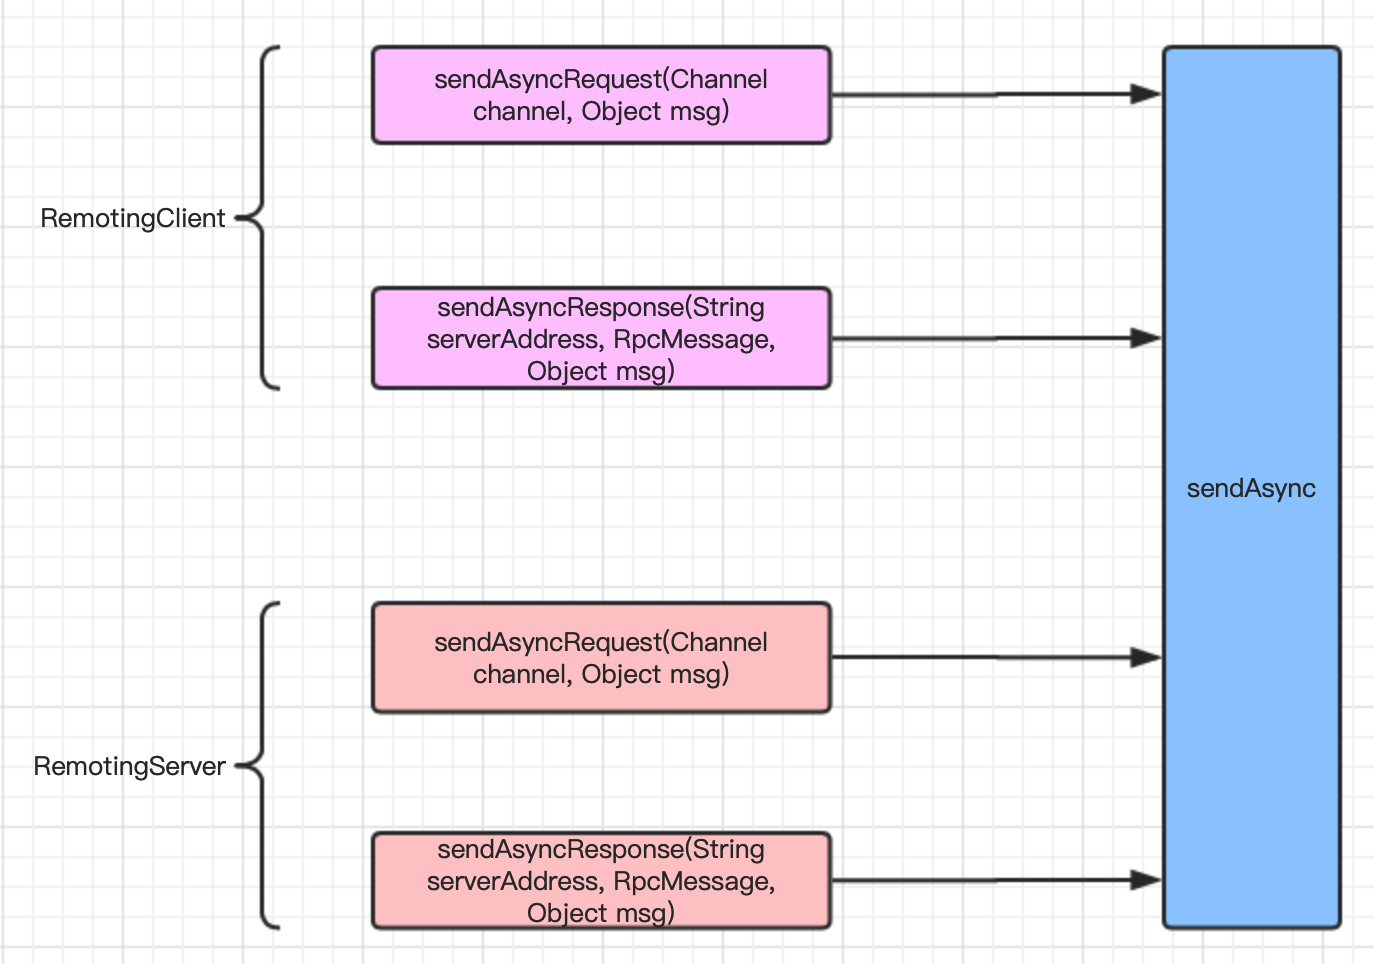 sendAsyncRequest(Channel
channel, Object msg)
RemotingClient
sendAsyncResponse(String
serverAddress, RpcMessage,
Object msg)
sendAsync
sendAsyncRequest(Channel
channel, Object msg)
RemotingServer
sendAsyncResponse(String
serverAddress, RpcMessage,
Object msg)